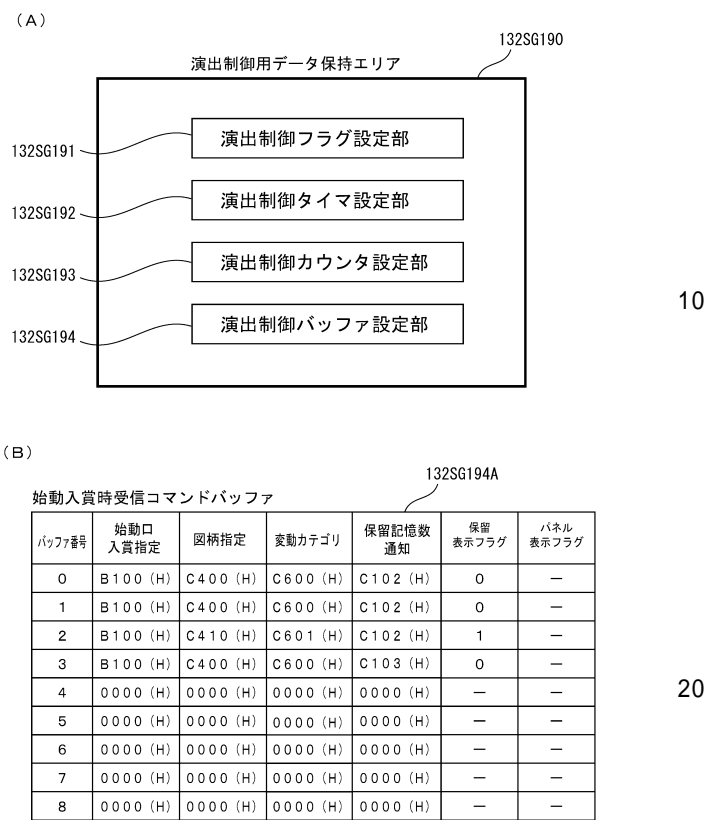 (A)
132SG190
演出制御用データ保持エリア
132SG191
演出制御フラグ設定部
132SG192
演出制御タイマ設定部
132SG193
演出制御カウンタ設定部
10
132SG194
演出制御バッファ設定部
(B)
132SG194A
始動入賞時受信コマンドバッファ
バッファ番号 始動口入賞指定 図柄指定 変動カテゴリ 保留記憶数通知 保留表示フラグ パネル表示フラグ
0 B100(H) C400(H) C600(H) C102(H) 0 −
1 B100(H) C400(H) C600(H) C102(H) 0 −
2 B100(H) C410(H) C601(H) C102(H) 1 −
3 B100(H) C400(H) C600(H) C103(H) 0 −
4 0000(H) 0000(H) 0000(H) 0000(H) − −
20
5 0000(H) 0000(H) 0000(H) 0000(H) − −
6 0000(H) 0000(H) 0000(H) 0000(H) − −
7 0000(H) 0000(H) 0000(H) 0000(H) − −
8 0000(H) 0000(H) 0000(H) 0000(H) − −